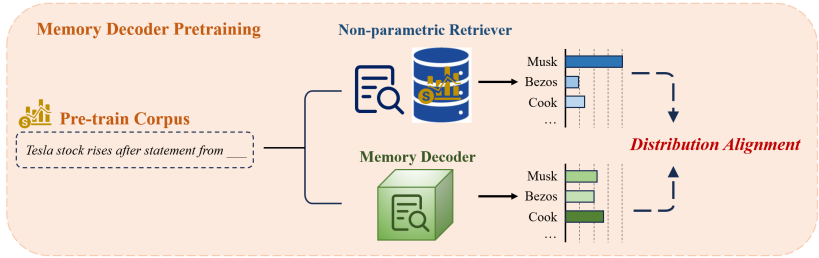 Memory Decoder Pretraining
Non-parametric Retriever
Musk
Bezos
Cook
...
$
$
Pre-train Corpus
Tesla stock rises after statement from ___
Distribution Alignment
Memory Decoder
Musk
Bezos
Cook
...